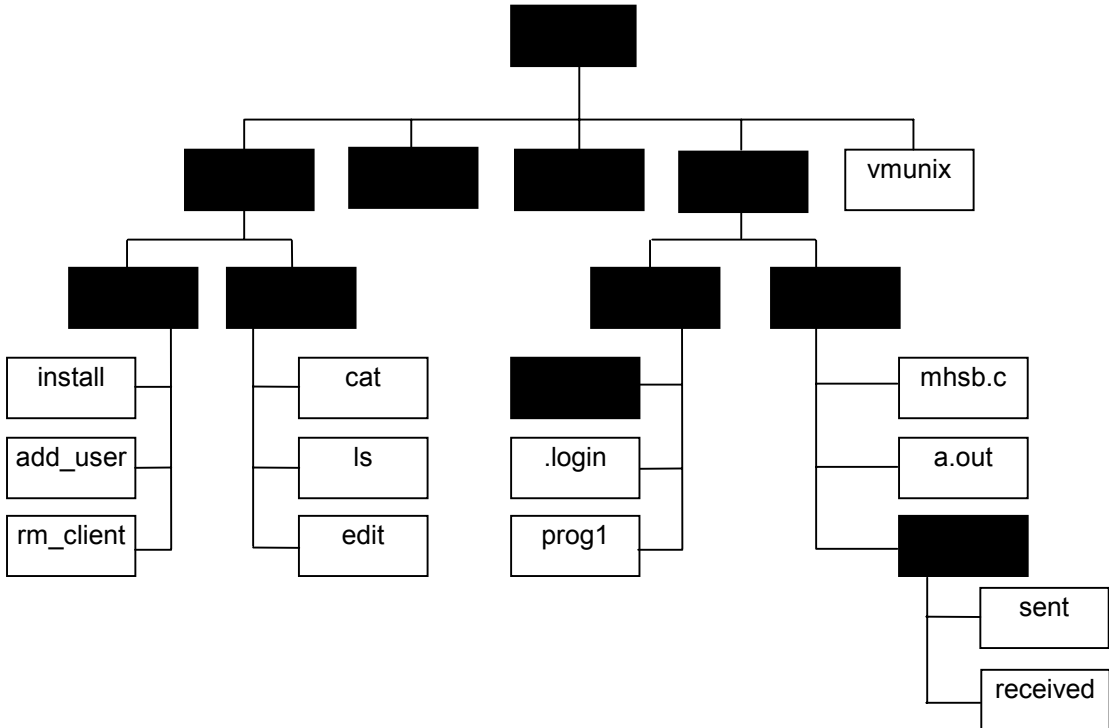 vmunix
install
cat
mhsb.c
add_user
ls
.login
a.out
rm_client
edit
prog1
sent
received